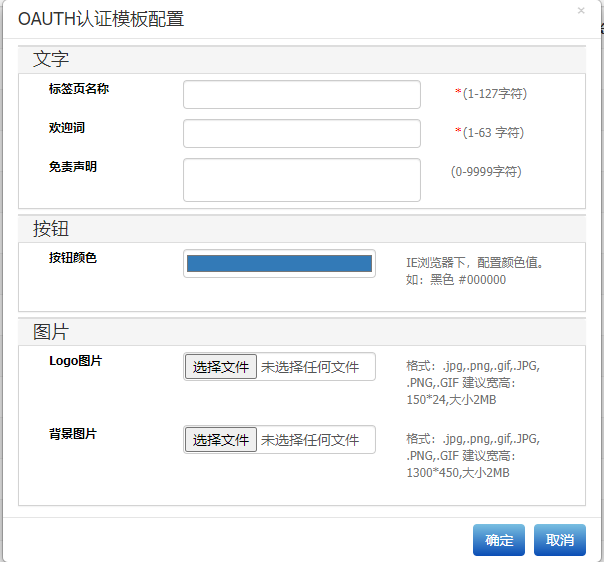 OAUTH认证模板配置
×
文字
标签页名称
*(1-127字符)
欢迎词
*(1-63 字符)
免责声明
(0-9999字符)
按钮
按钮颜色
IE浏览器下，配置颜色值。
如：黑色 #000000
图片
Logo图片
选择文件 未选择任何文件
格式：.jpg,.png,.gif,.JPG,
.PNG,.GIF 建议宽高：
150*24,大小2MB
背景图片
选择文件 未选择任何文件
格式：.jpg,.png,.gif,.JPG,
.PNG,.GIF 建议宽高：
1300*450,大小2MB
确定 取消